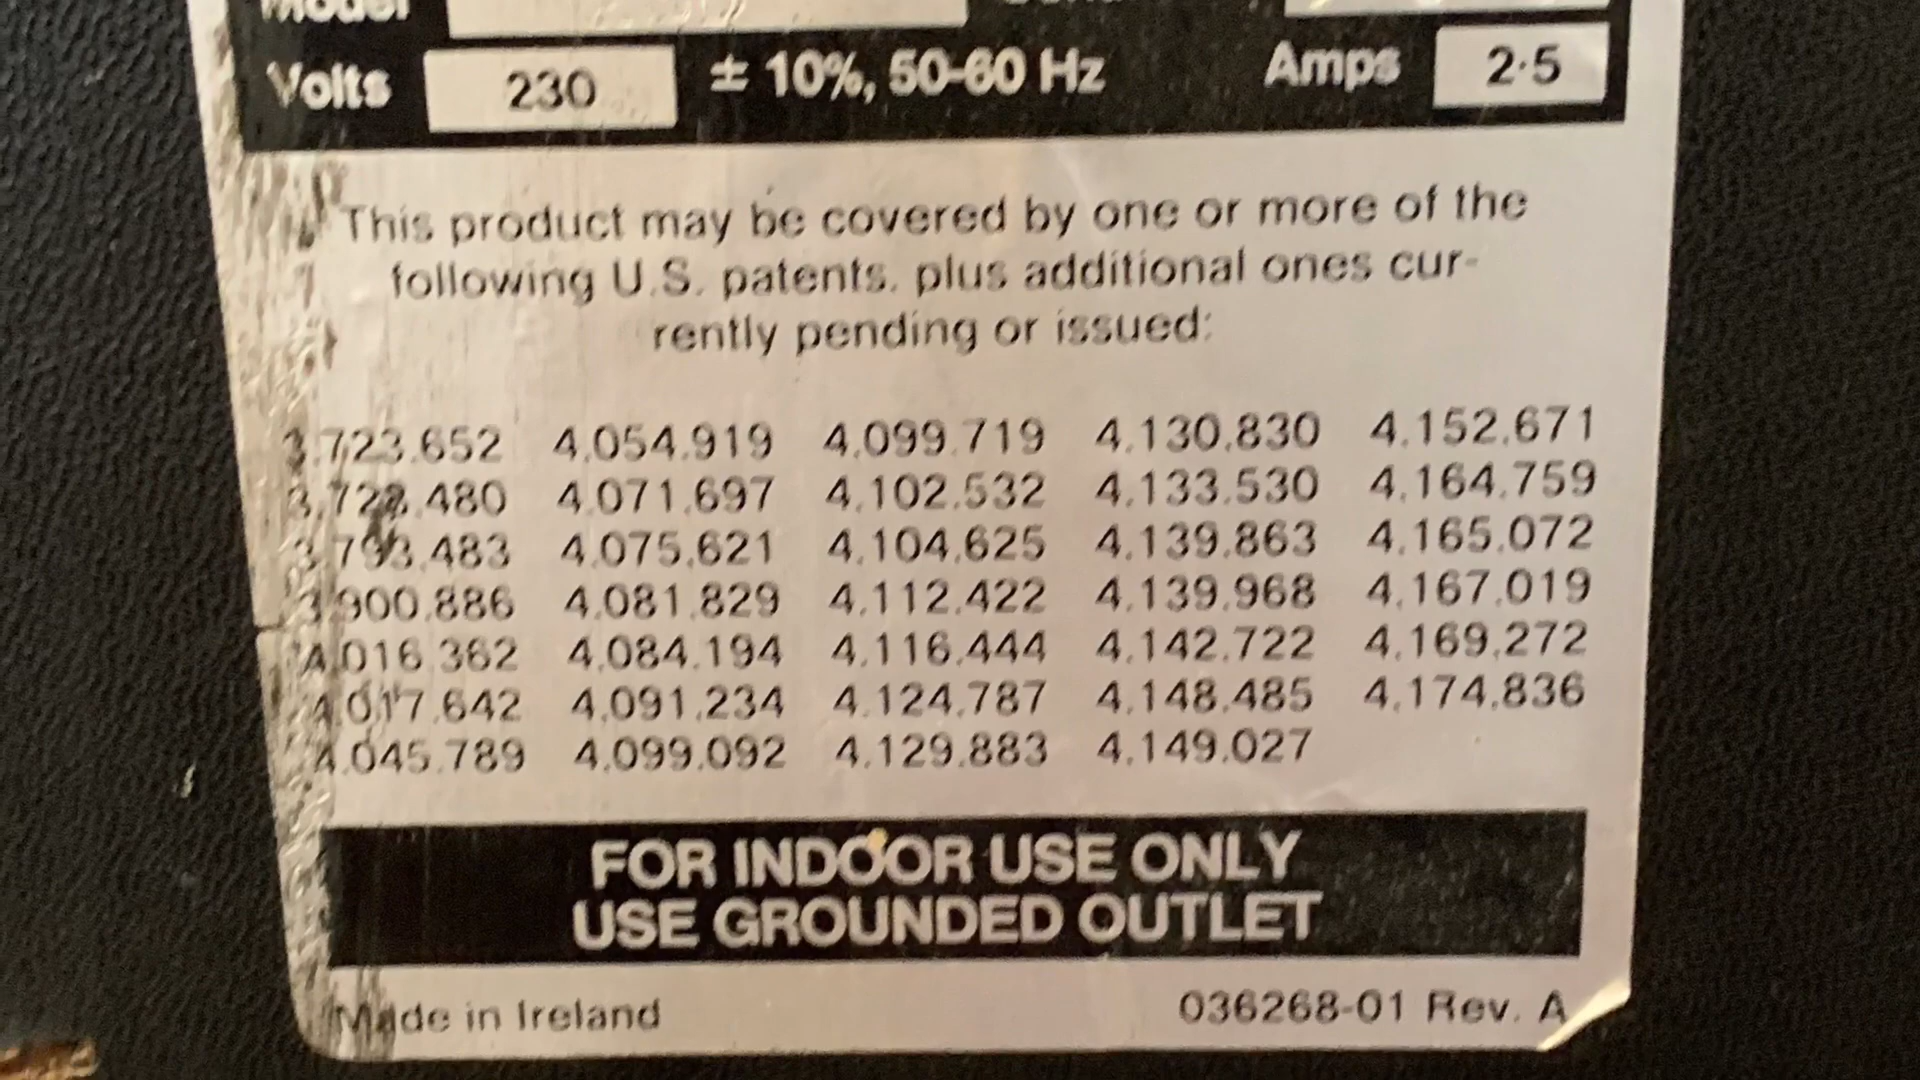 Model
Volts 230 ± 10%, 50-60 Hz Amps 2·5
This product may be covered by one or more of the
following U.S. patents, plus additional ones cur-
rently pending or issued:
3.723.652 4.054.919 4.099.719 4.130.830 4.152.671
3.728.480 4.071.697 4.102.532 4.133.530 4.164.759
3.793.483 4.075.621 4.104.625 4.139.863 4.165.072
3.900.886 4.081.829 4.112.422 4.139.968 4.167.019
4.016.362 4.084.194 4.116.444 4.142.722 4.169.272
4.017.642 4.091.234 4.124.787 4.148.485 4.174.836
4.045.789 4.099.092 4.129.883 4.149.027
FOR INDOOR USE ONLY
USE GROUNDED OUTLET
Made in Ireland 036268-01 Rev. A